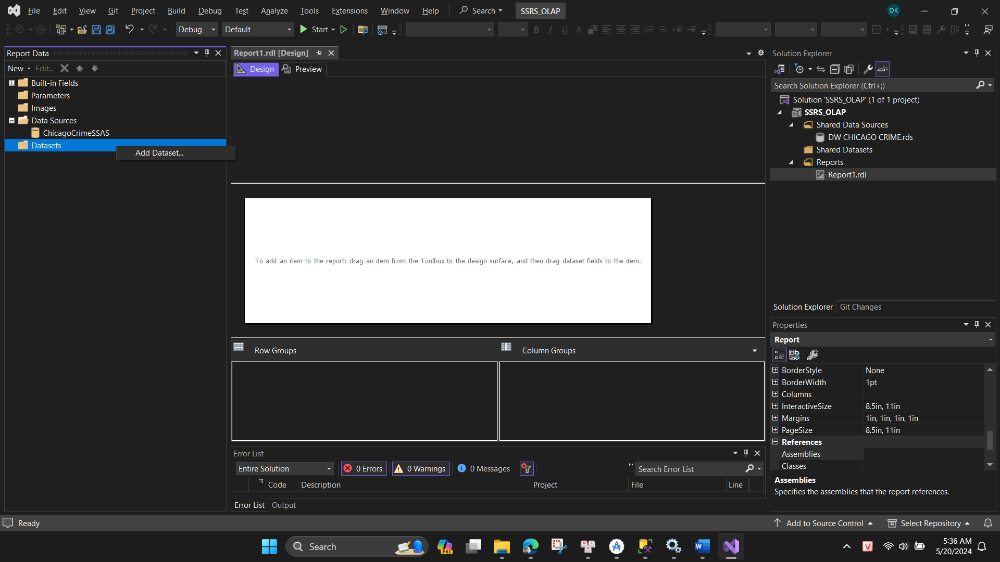 File Edit View Git Project Build Debug Test Analyze Tools Extensions Window Help Search SSRS_OLAP DK
Debug Default Start
Report Data
New Edit...
Built-in Fields
Parameters
Images
Data Sources
ChicagoCrimeSSAS
Datasets
Add Dataset...
Report1.rdl [Design]
Design Preview
To add an item to the report: drag an item from the Toolbox to the design surface, and then drag dataset fields to the item.
Row Groups Column Groups
Error List
Entire Solution 0 Errors 0 Warnings 0 Messages Search Error List
Code Description Project File Line
Error List Output
Solution Explorer
Search Solution Explorer (Ctrl+;)
Solution 'SSRS_OLAP' (1 of 1 project)
SSRS_OLAP
Shared Data Sources
DW CHICAGO CRIME.rds
Shared Datasets
Reports
Report1.rdl
Solution Explorer Git Changes
Properties
Report
BorderStyle None
BorderWidth 1pt
Columns
InteractiveSize 8.5in, 11in
Margins 1in, 1in, 1in, 1in
PageSize 8.5in, 11in
References
Assemblies
Classes
Assemblies
Specifies the assemblies that the report references.
Ready Add to Source Control Select Repository
Search PRE V 5:36 AM
5/20/2024